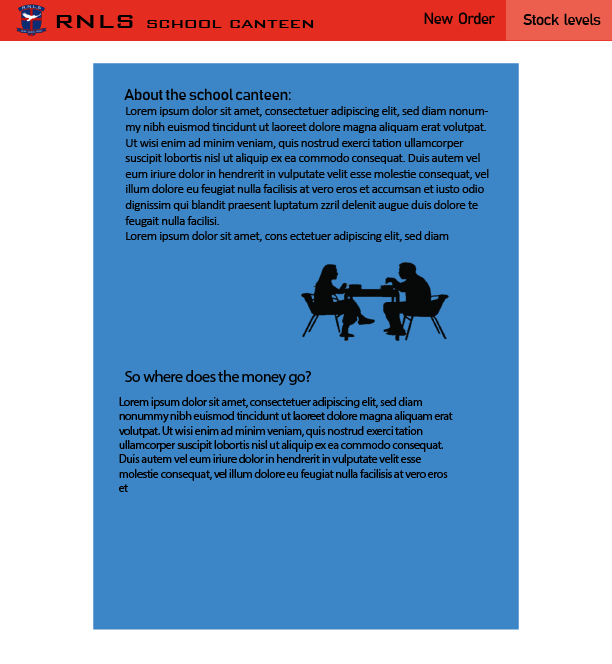 RNLS SCHOOL CANTEEN New Order Stock levels
About the school canteen:
Lorem ipsum dolor sit amet, consectetuer adipiscing elit, sed diam nonum-
my nibh euismod tincidunt ut laoreet dolore magna aliquam erat volutpat.
Ut wisi enim ad minim veniam, quis nostrud exerci tation ullamcorper
suscipit lobortis nisl ut aliquip ex ea commodo consequat. Duis autem vel
eum iriure dolor in hendrerit in vulputate velit esse molestie consequat, vel
illum dolore eu feugiat nulla facilisis at vero eros et accumsan et iusto odio
dignissim qui blandit praesent luptatum zzril delenit augue duis dolore te
feugait nulla facilisi.
Lorem ipsum dolor sit amet, cons ectetuer adipiscing elit, sed diam
So where does the money go?
Lorem ipsum dolor sit amet, consectetuer adipiscing elit, sed diam
nonummy nibh euismod tincidunt ut laoreet dolore magna aliquam erat
volutpat. Ut wisi enim ad minim veniam, quis nostrud exerci tation
ullamcorper suscipit lobortis nisl ut aliquip ex ea commodo consequat.
Duis autem vel eum iriure dolor in hendrerit in vulputate velit esse
molestie consequat, vel illum dolore eu feugiat nulla facilisis at vero eros
et